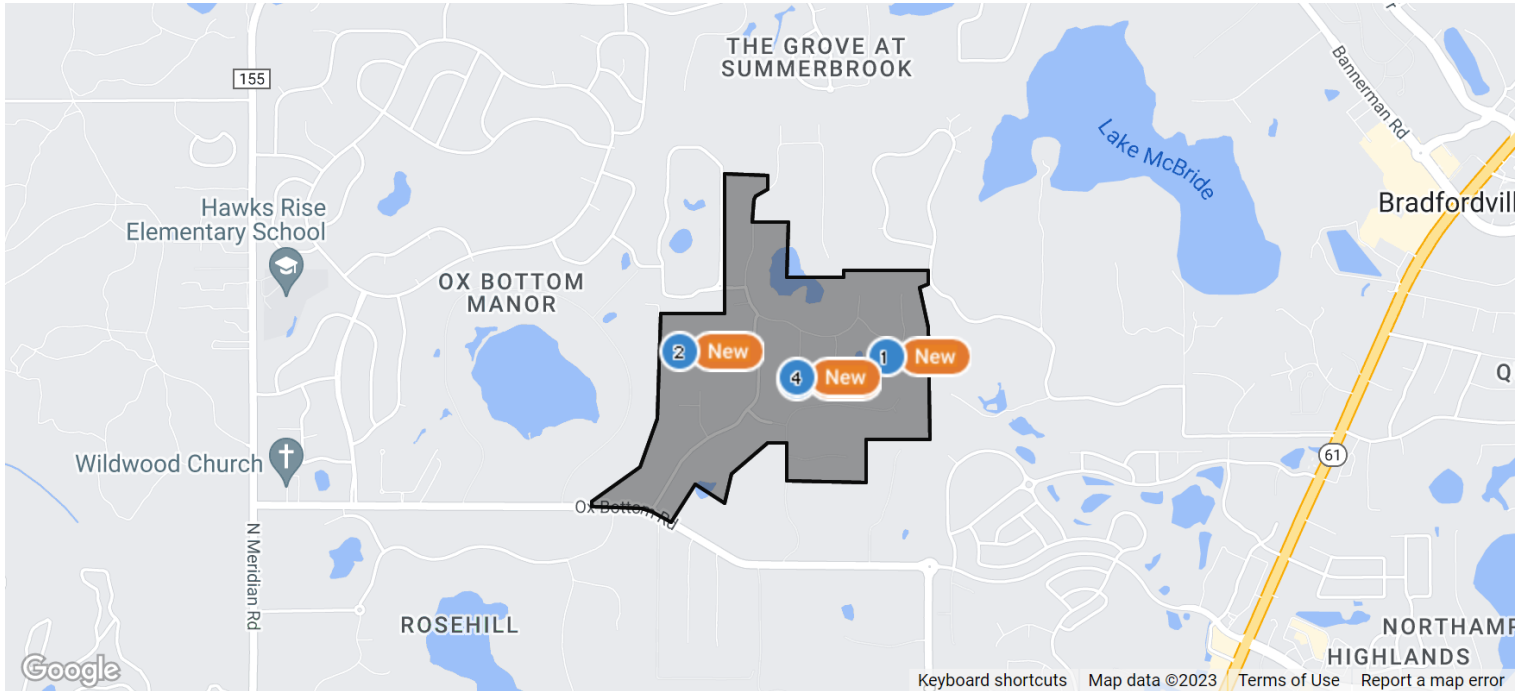 THE GROVE AT
SUMMERBROOK
155
Bannerman Rd
Lake McBride
Hawks Rise
Elementary School
Bradfordvill
OX BOTTOM
MANOR
2 New
1 New
4 New
Q
Wildwood Church
61
Ox Bottom Rd
N Meridian Rd
ROSEHILL
NORTHAMP
HIGHLANDS
Google
Keyboard shortcuts
Map data ©2023
Terms of Use
Report a map error